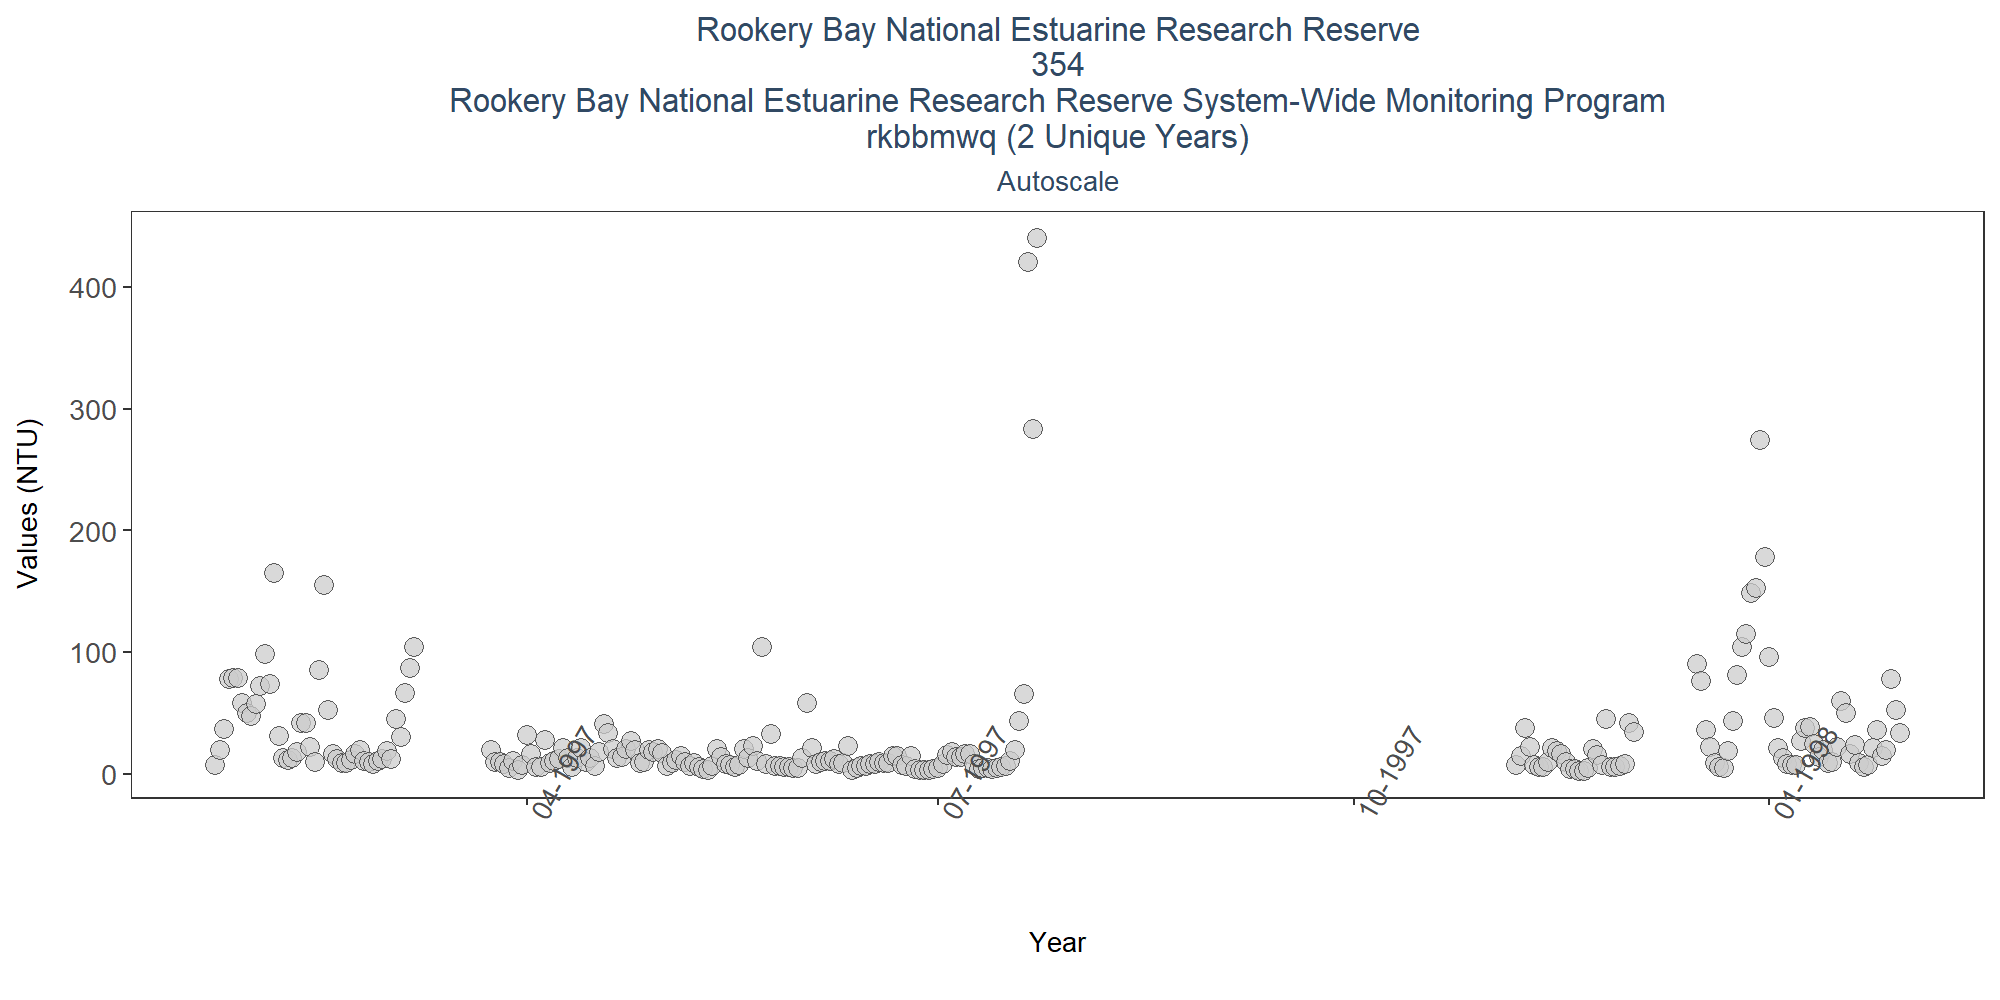 Rookery Bay National Estuarine Research Reserve
354
Rookery Bay National Estuarine Research Reserve System-Wide Monitoring Program
rkbbmwq (2 Unique Years)
Autoscale
Values (NTU)
400
300
200
100
0
04-1997
07-1997
10-1997
01-1998
Year